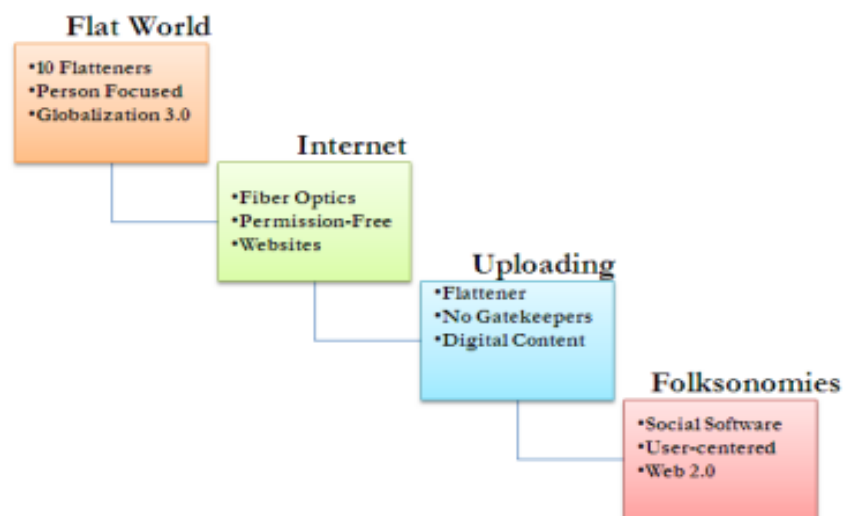 Flat World
•10 Flatteners
•Person Focused
•Globalization 3.0
Internet
•Fiber Optics
•Permission-Free
•Websites
Uploading
•Flattener
•No Gatekeepers
•Digital Content
Folksonomies
•Social Software
•User-centered
•Web 2.0